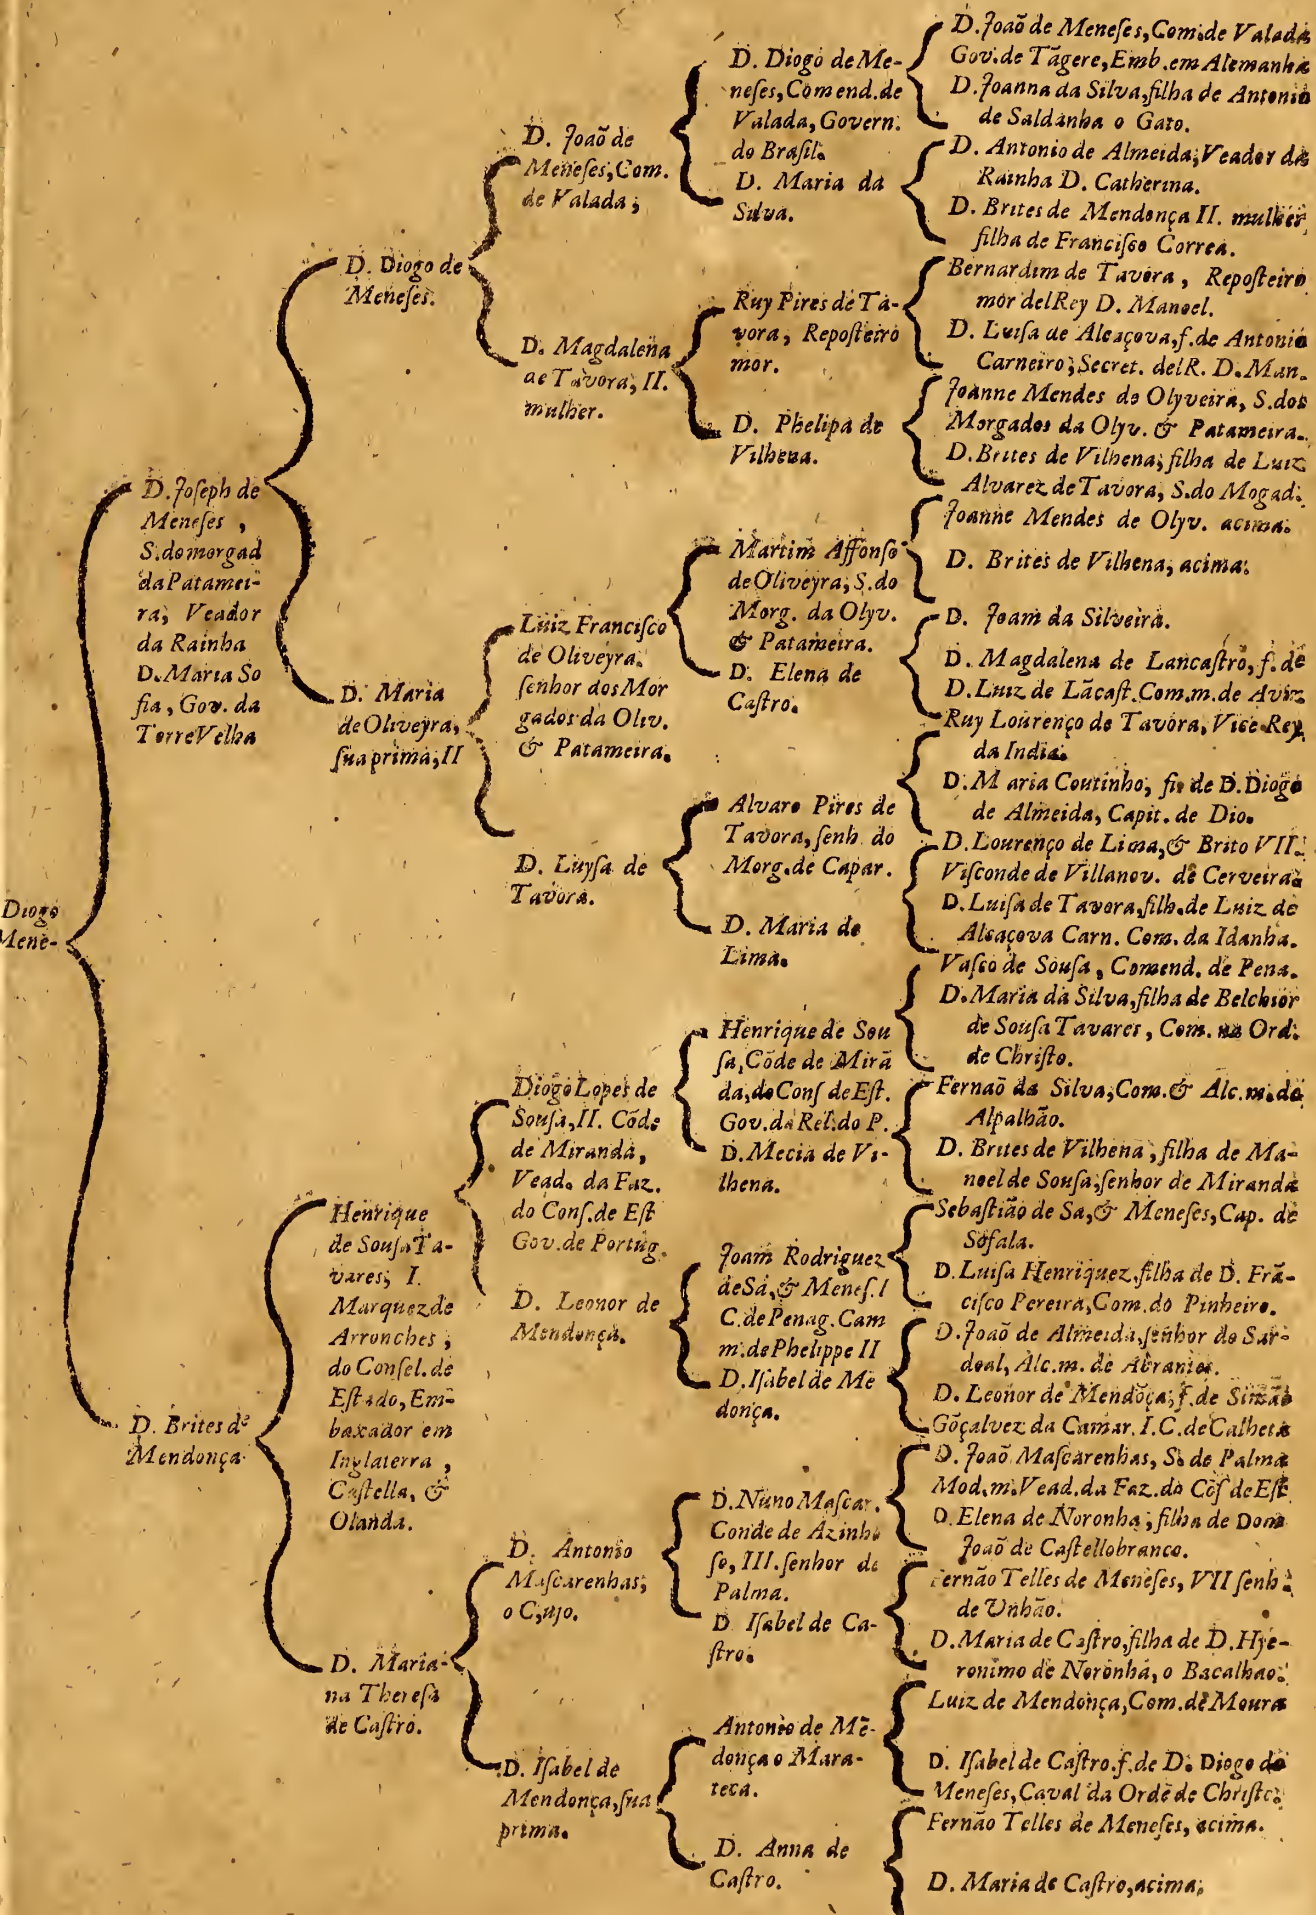 Diogo
Mene-
D. Joſeph de
Meneſes ,
S.domorgad
daPatamei-
ra; Veador
da Rainha
D.Maria So
fia, Gov. da
TorreVelha
D. Brites de
Mendonça
D. Diogo de
Meneſes.
D. Maria
deOliveyra,
ſua prima, II
Henrique
de Souſa Ta-
vares; I.
Marquez de
Arronches ,
do Conſel. de
Eſtado, Em-
baxador em
Inglaterra ,
Caſtella, &
Olanda.
D. Maria-
na Thereſa
de Caſtro.
D. Joaõ de
Meneſes, Com.
de Valada ;
D. Magdalena
de Tavora, II.
mulher.
Luiz Franciſco
de Oliveyra.
ſenhor dos Mor
gados da Oliv.
& Patameira.
D. Luyſa de
Tavora.
Diogo Lopes de
Souſa, II. Cõde
de Miranda,
Vead. da Faz.
do Conſ. de Eſt
Gov. de Portug.
D. Leonor de
Mendonça.
D. Antonio
Maſcarenhas;
D. Iſabel de
Mendonça, ſua
prima.
D. Diogo de Me-
neſes, Comend. de
Valada, Govern.
do Braſil.
D. Maria da
Silva.
Ruy Pires de Ta-
vora, Repoſteiro
mor.
D. Phelipa de
Vilhena.
Martim Affonſo
de Oliveyra, S. do
Morg. da Olyv.
& Patameira.
D. Elena de
Caſtro.
Alvaro Pires de
Tavora, ſenh. do
Morg. de Capar.
D. Maria de
Lima.
Henrique de Sou
ſa, Cõde de Mirã
da, do Conſ de Eſt.
Gov. da Rel. do P.
D. Mecia de Vi-
lhena.
Joam Rodriguez
de Sá, & Meneſ. I
C. de Penag. Cam
m. de Phelippe II
D. Iſabel de Me
donça.
D. Nuno Maſcar.
Conde de Azinho
ſo, III. ſenhor de
Palma.
D Iſabel de Ca-
ſtro.
Antonio de Mẽ-
donça o Mara-
teca.
D. Anna de
Caſtro.
D. Joaõ de Meneſes, Com. de Valada
Gov. de Tãgere, Emb. em Alemanha
D. Joanna da Silva, filha de Antonio
de Saldanha o Gato.
D. Antonio de Almeida; Veador da
Rainha D. Catherina.
D. Brites de Mendonça II. mulher,
filha de Franciſco Correa.
Bernardim de Tavora , Repoſteiro
mor delRey D. Manoel.
D. Luiſa de Alcaçova, f. de Antonio
Carneiro; Secret. delR. D. Man.
Joanne Mendes de Olyveira, S. dos
Morgados da Olyv. & Patameira.
D. Brites de Vilhena; filha de Luiz
Alvarez de Tavora, S. do Mogad.
Joanne Mendes de Olyv. acima.
D. Brites de Vilhena, acima.
D. Joam da Silveira.
D. Magdalena de Lancaſtro, f. de
D. Luiz de Lãcaſt. Com. m. de Aviz
Ruy Lourenço de Tavora, Vice-Rey
da India.
D. Maria Coutinho, fi. de D. Diogo
de Almeida, Capit. de Dio.
D. Lourenço de Lima, & Brito VII.
Viſconde de Villanov. de Cerveira
D. Luiſa de Tavora, filh. de Luiz de
Alcaçova Carn. Com. da Idanha.
Vaſco de Souſa , Comend. de Pena.
D. Maria da Silva, filha de Belchior
de Souſa Tavares , Com. na Ord.
de Chriſto.
Fernaõ da Silva, Com. & Alc. m. de
Alpalhão.
D. Brites de Vilhena ; filha de Ma-
noel de Souſa, ſenhor de Miranda
Sebaſtião de Sa, & Meneſes, Cap. de
Sofala.
D. Luiſa Henriquez, filha de D. Frã-
ciſco Pereira, Com. do Pinheiro.
D. Joaõ de Almeida, ſenhor do Sar-
doal, Alc. m. de Abrantes.
D. Leonor de Mendõça, f. de Simão
Gõçalvez da Camar. I. C. de Calheta
D. Joaõ Maſcarenhas, S. de Palma
Mod. m. Vead. da Faz. do Cõſ de Eſt
D. Elena de Noronha ; filha de Dom
Joaõ de Caſtellobranco.
Fernão Telles de Meneſes, VII ſenh.
de Unhão.
D. Maria de Caſtro, filha de D. Hye-
ronimo de Noronha, o Bacalhao.
Luiz de Mendonça, Com. de Moura
D. Iſabel de Caſtro. f. de D. Diogo de
Meneſes, Caval da Ordẽ de Chriſto.
Fernão Telles de Meneſes, acima.
D. Maria de Caſtro, acima;